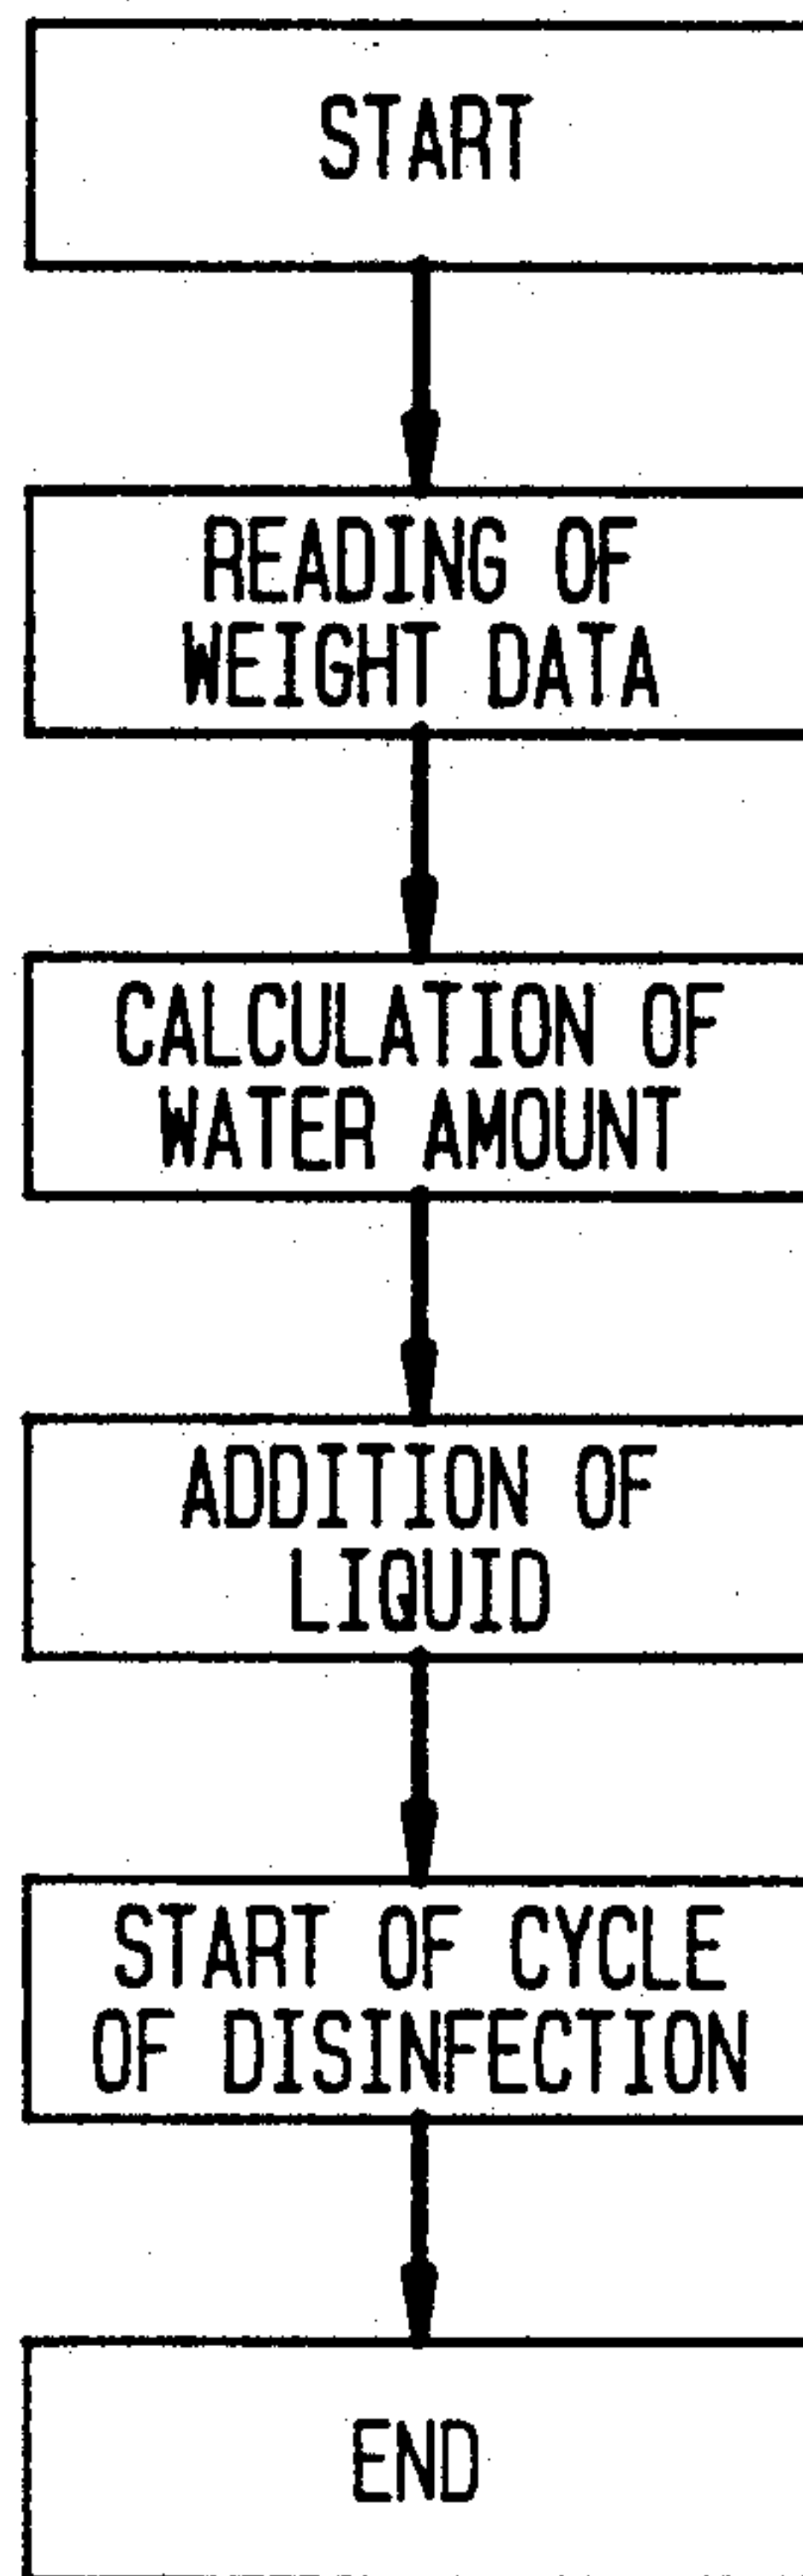 START
READING OF
WEIGHT DATA
CALCULATION OF
WATER AMOUNT
ADDITION OF
LIQUID
START OF CYCLE
OF DISINFECTION
END